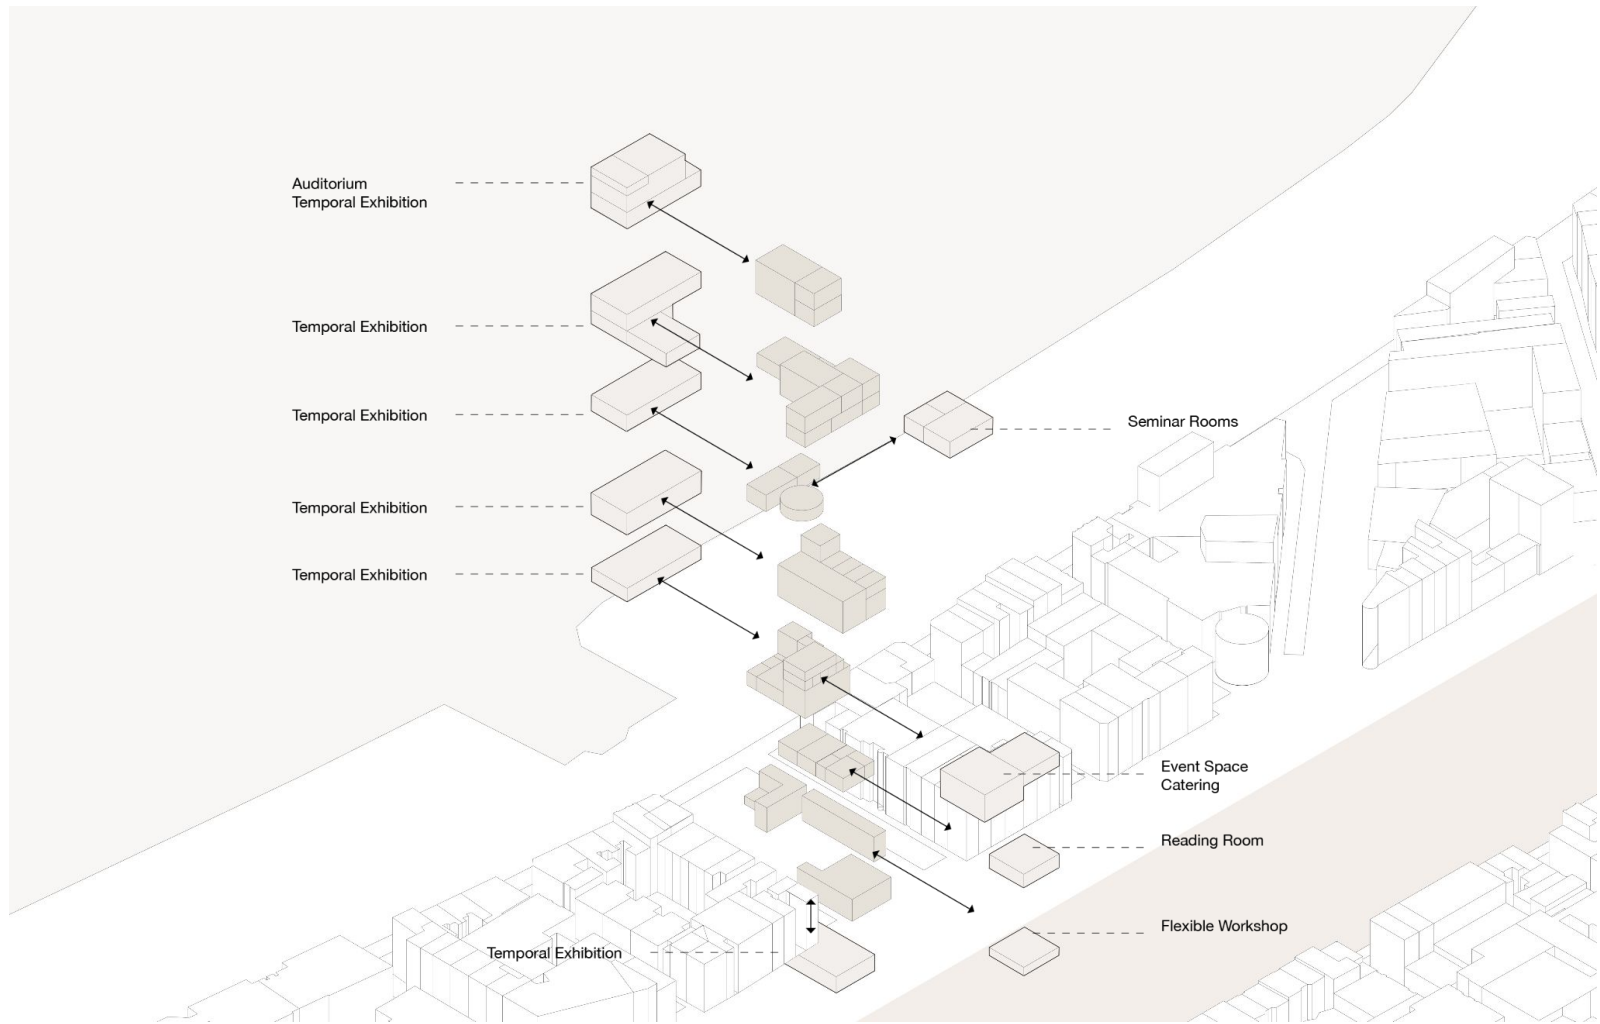 Auditorium
Temporal Exhibition
Temporal Exhibition
Temporal Exhibition
Seminar Rooms
Temporal Exhibition
Temporal Exhibition
Event Space
Catering
Reading Room
Flexible Workshop
Temporal Exhibition